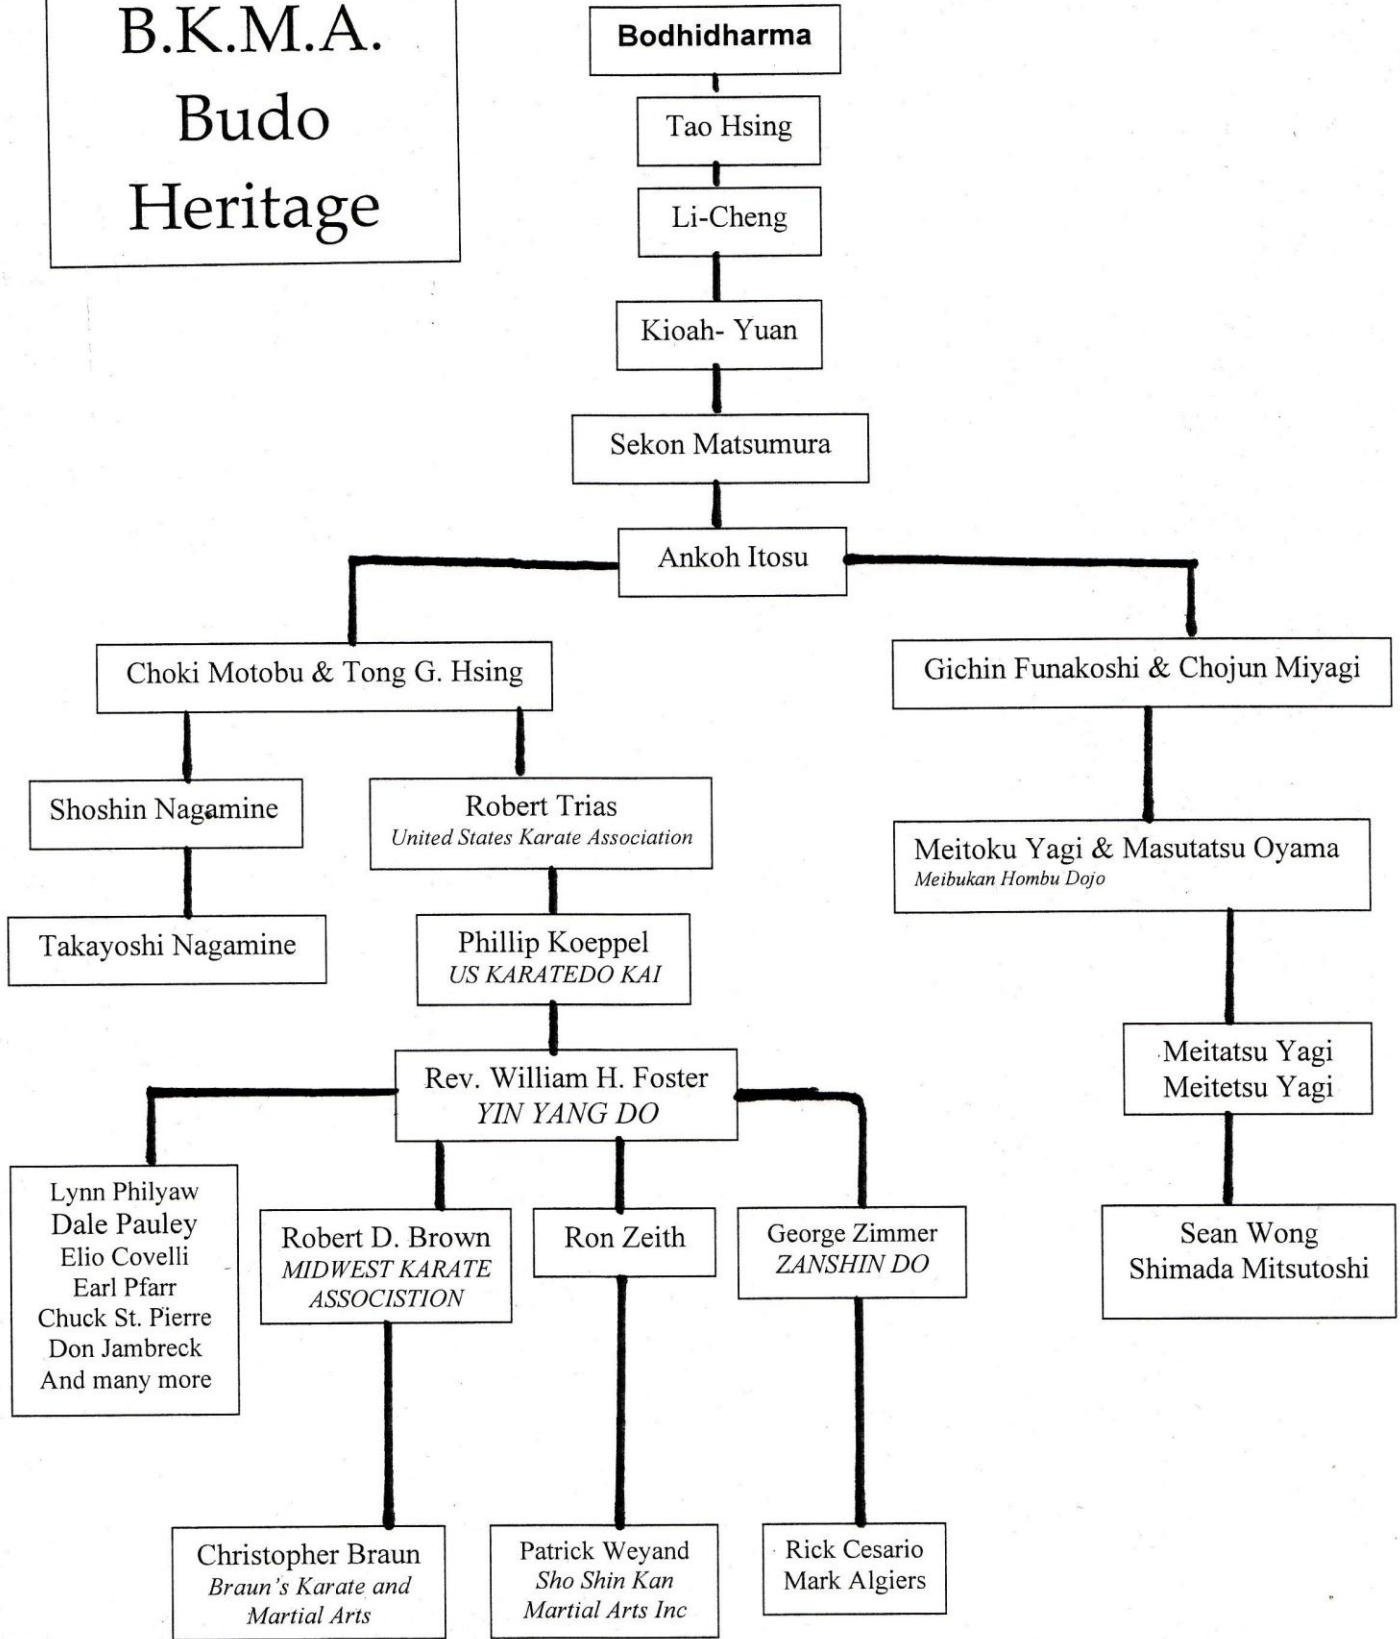 B.K.M.A.
Budo
Heritage
Bodhidharma
Tao Hsing
Li-Cheng
Kioah- Yuan
Sekon Matsumura
Ankoh Itosu
Choki Motobu & Tong G. Hsing
Gichin Funakoshi & Chojun Miyagi
Shoshin Nagamine
Robert Trias
United States Karate Association
Meitoku Yagi & Masutatsu Oyama
Meibukan Hombu Dojo
Takayoshi Nagamine
Phillip Koeppel
US KARATEDO KAI
Meitatsu Yagi
Meitetsu Yagi
Rev. William H. Foster
YIN YANG DO
Lynn Philyaw
Dale Pauley
Elio Covelli
Earl Pfarr
Chuck St. Pierre
Don Jambreck
And many more
Robert D. Brown
MIDWEST KARATE
ASSOCISTION
Ron Zeith
George Zimmer
ZANSHIN DO
Sean Wong
Shimada Mitsutoshi
Christopher Braun
Braun's Karate and
Martial Arts
Patrick Weyand
Sho Shin Kan
Martial Arts Inc
Rick Cesario
Mark Algiers